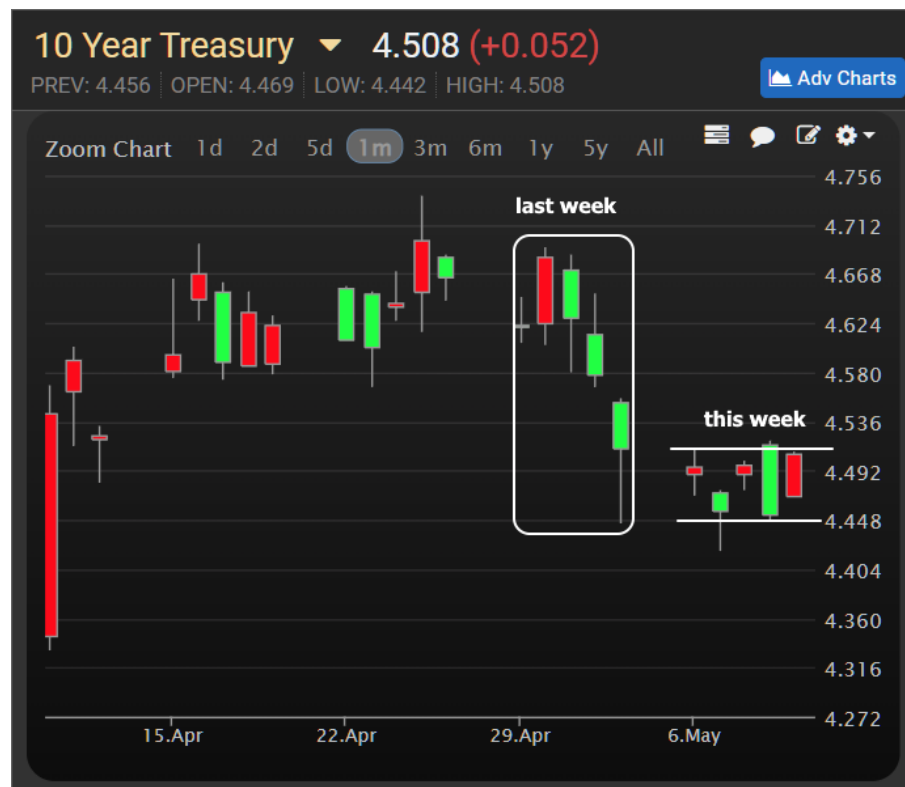 10 Year Treasury 4.508 (+0.052)
PREV: 4.456 OPEN: 4.469 LOW: 4.442 HIGH: 4.508
Adv Charts
Zoom Chart 1d 2d 5d 1m 3m 6m 1y 5y All
4.756
last week
4.712
4.668
4.624
4.580
this week
4.536
4.492
4.448
4.404
4.360
4.316
4.272
15.Apr 22.Apr 29.Apr 6.May